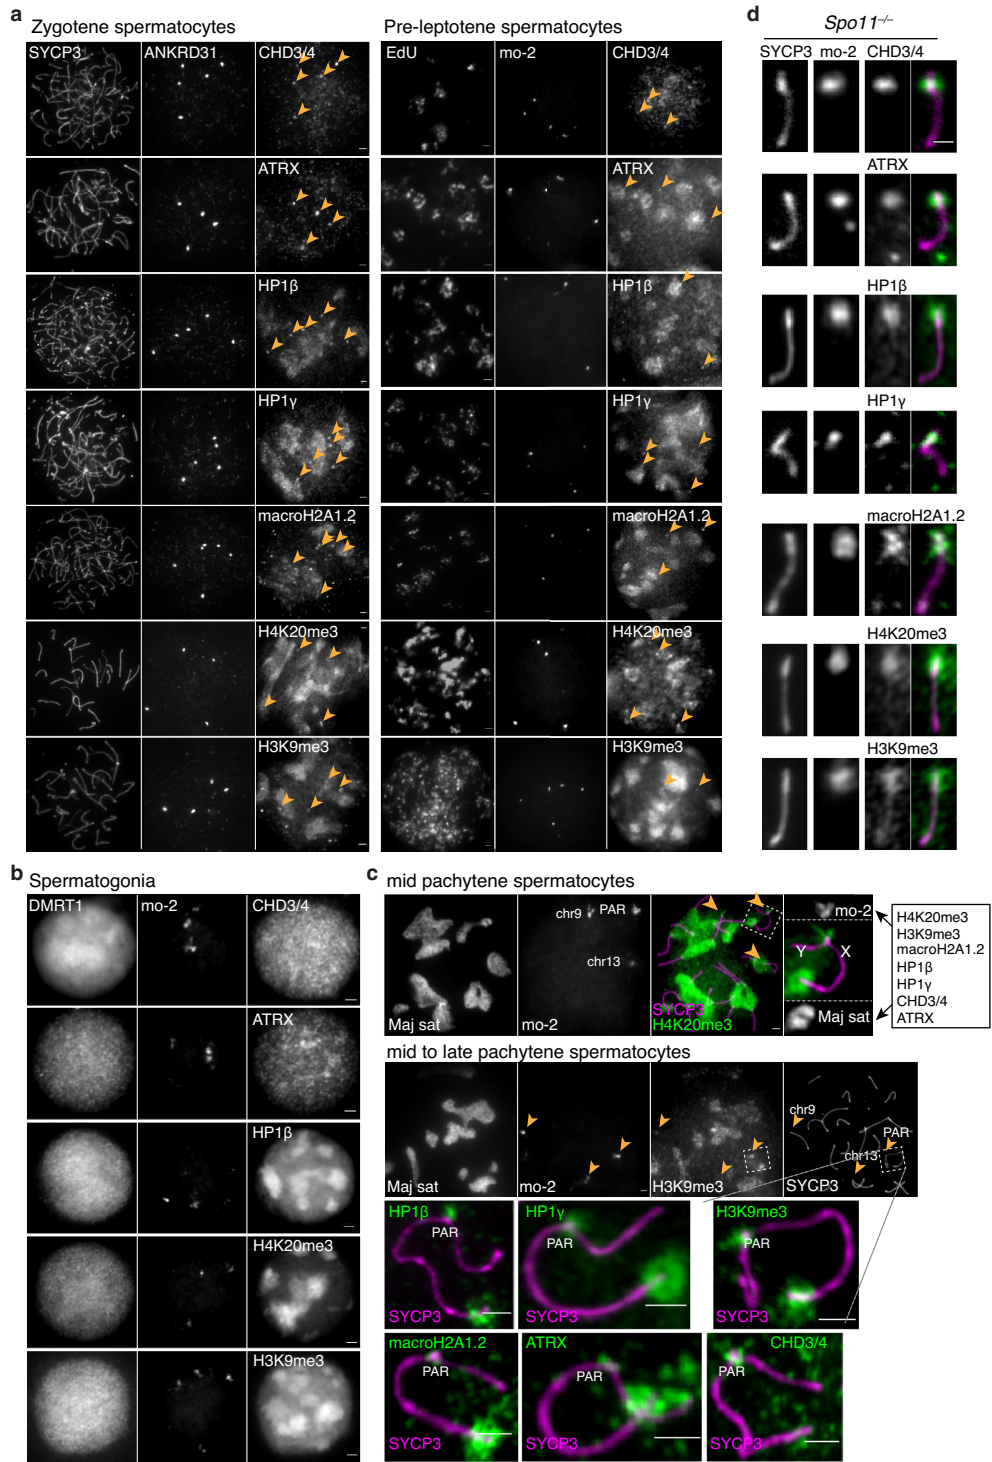 a
Zygotene spermatocytes
SYCP3 ANKRD31 CHD3/4
ATRX
HP1β
HP1γ
macroH2A1.2
H4K20me3
H3K9me3
Pre-leptotene spermatocytes
EdU mo-2 CHD3/4
ATRX
HP1β
HP1γ
macroH2A1.2
H4K20me3
H3K9me3
d
Spo11–/–
SYCP3 mo-2 CHD3/4
ATRX
HP1β
HP1γ
macroH2A1.2
H4K20me3
H3K9me3
b
Spermatogonia
DMRT1 mo-2 CHD3/4
ATRX
HP1β
H4K20me3
H3K9me3
c
mid pachytene spermatocytes
chr9 PAR
chr13
Maj sat mo-2
SYCP3
H4K20me3
mo-2
Y X
Maj sat
H4K20me3
H3K9me3
macroH2A1.2
HP1β
HP1γ
CHD3/4
ATRX
mid to late pachytene spermatocytes
chr9
PAR
chr13
Maj sat mo-2 H3K9me3 SYCP3
HP1β
PAR
SYCP3
HP1γ
PAR
SYCP3
H3K9me3
PAR
SYCP3
macroH2A1.2
PAR
SYCP3
ATRX
PAR
SYCP3
CHD3/4
PAR
SYCP3